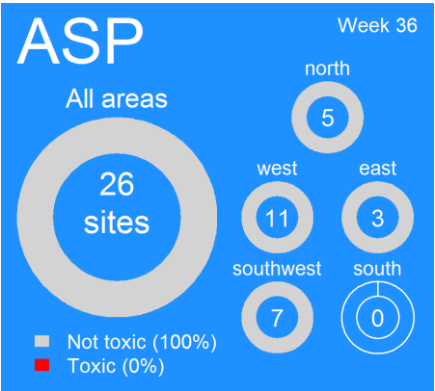 ASP
Week 36
All areas
26
sites
north
5
west
11
east
3
southwest
7
south
0
Not toxic (100%)
Toxic (0%)